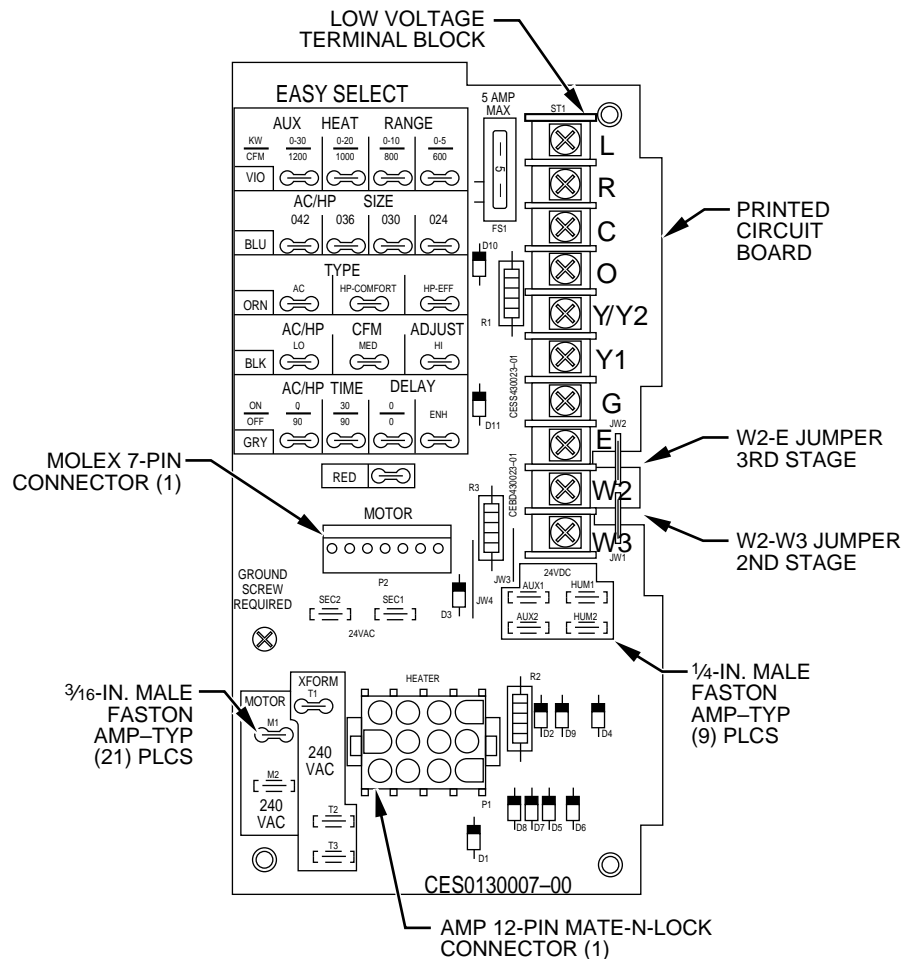 LOW VOLTAGE
TERMINAL BLOCK
EASY SELECT
AUX HEAT RANGE
KW 0-30 0-20 0-10 0-5
CFM 1200 1000 800 600
VIO
AC/HP SIZE
042 036 030 024
BLU
TYPE
AC HP-COMFORT HP-EFF
ORN
AC/HP CFM ADJUST
LO MED HI
BLK
AC/HP TIME DELAY
ON 0 30 0 ENH
OFF 90 90 0
GRY
RED
5 AMP
MAX
5
FS1
ST1
L
R
C
O
Y/Y2
Y1
G
E
W2
W3
JW2
JW1
D10
R1
D11
CESS430023–01
CEBD430023–01
PRINTED
CIRCUIT
BOARD
W2-E JUMPER
3RD STAGE
W2-W3 JUMPER
2ND STAGE
MOLEX 7-PIN
CONNECTOR (1)
MOTOR
P2
R3
JW3
JW4
D3
GROUND
SCREW
REQUIRED
SEC2 SEC1
24VAC
24VDC
AUX1 HUM1
AUX2 HUM2
1/4-IN. MALE
FASTON
AMP–TYP
(9) PLCS
3/16-IN. MALE
FASTON
AMP–TYP
(21) PLCS
MOTOR
M1
M2
240
VAC
XFORM
T1
240
VAC
T2
T3
HEATER
P1
R2
D2 D9 D4
D8 D7 D5 D6
D1
CES0130007–00
AMP 12-PIN MATE-N-LOCK
CONNECTOR (1)